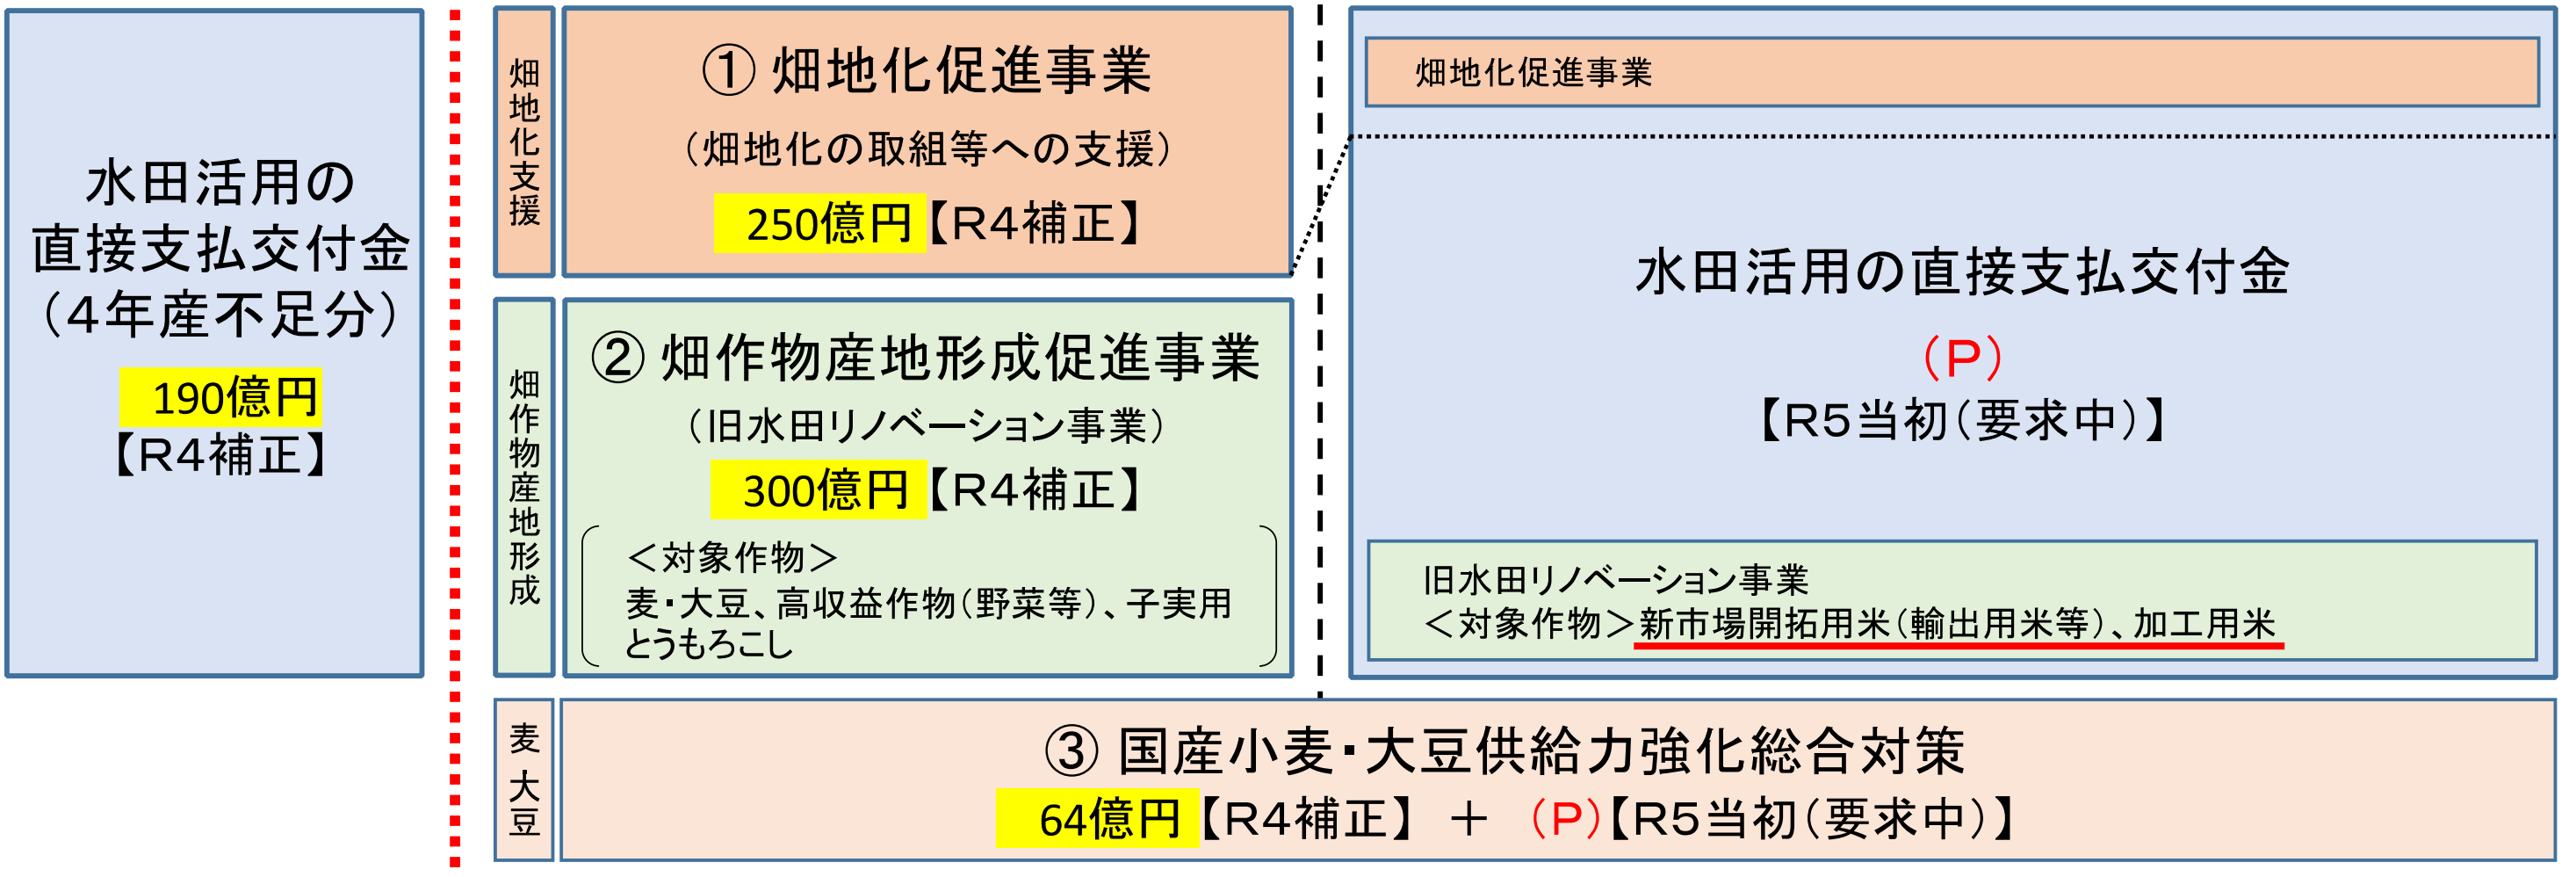 水田活用の
直接支払交付金
（４年産不足分）
190億円
【Ｒ４補正】
畑地化支援
① 畑地化促進事業
（畑地化の取組等への支援）
250億円【Ｒ４補正】
畑作物産地形成
② 畑作物産地形成促進事業
（旧水田リノベーション事業）
300億円【Ｒ４補正】
＜対象作物＞
麦・大豆、高収益作物（野菜等）、子実用
とうもろこし
畑地化促進事業
水田活用の直接支払交付金
（Ｐ）
【Ｒ５当初（要求中）】
旧水田リノベーション事業
＜対象作物＞新市場開拓用米（輸出用米等）、加工用米
麦 大豆
③ 国産小麦・大豆供給力強化総合対策
64億円【Ｒ４補正】 ＋ （Ｐ）【Ｒ５当初（要求中）】